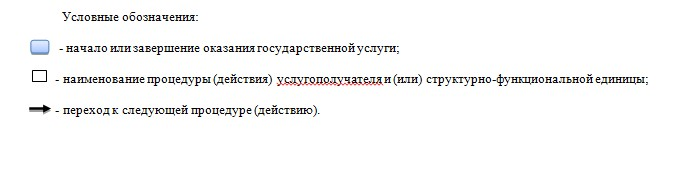 Условные обозначения:
- начало или завершение оказания государственной услуги;
- наименование процедуры (действия) услугополучателя и (или) структурно-функциональной единицы;
- переход к следующей процедуре (действию).